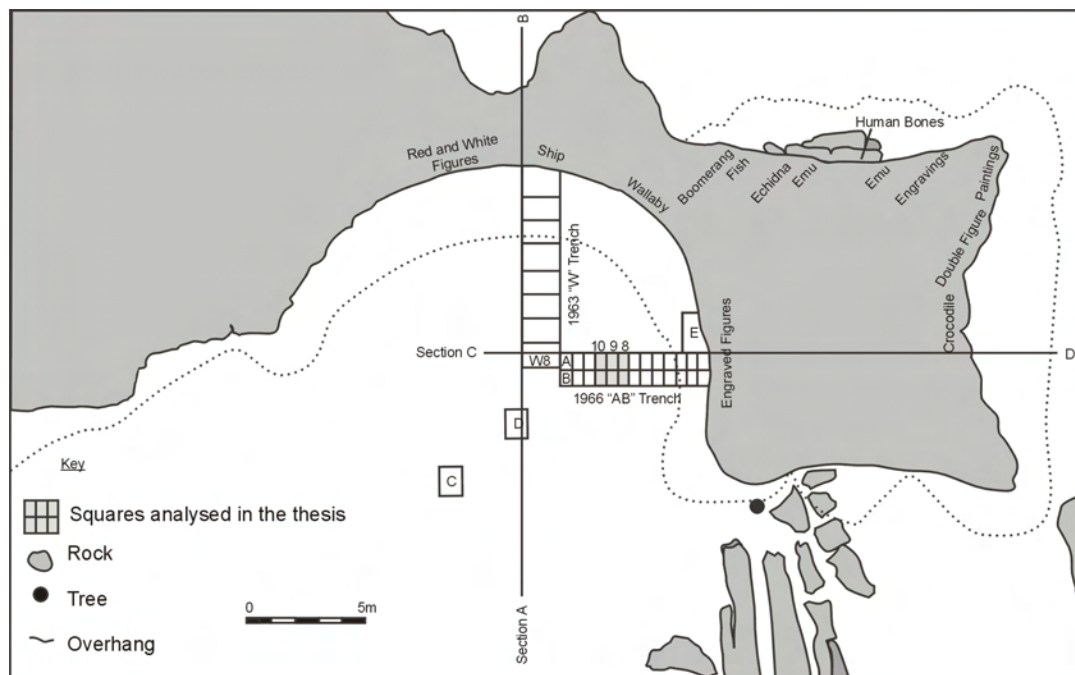 B
Human Bones
Red and White
Figures
Ship
Wallaby
Boomerang
Fish
Echidna
Emu
Emu
Engravings
Paintings
Double Figure
Crocodile
1963 "W" Trench
E
Engraved Figures
Section C
D
10 9 8
W8
A
B
1966 "AB" Trench
D
C
Key
Squares analysed in the thesis
Rock
Tree
Overhang
0 5m
Section A